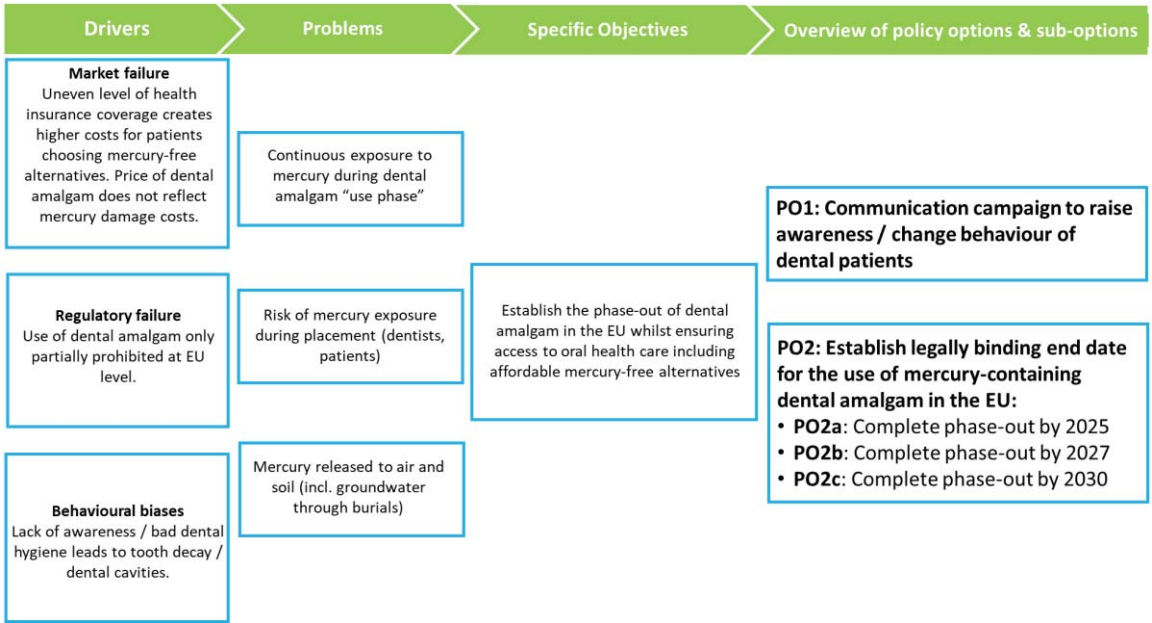 Drivers
Problems
Specific Objectives
Overview of policy options & sub-options
Market failure
Uneven level of health
insurance coverage creates
higher costs for patients
choosing mercury-free
alternatives. Price of dental
amalgam does not reflect
mercury damage costs.
Regulatory failure
Use of dental amalgam only
partially prohibited at EU
level.
Behavioural biases
Lack of awareness / bad dental
hygiene leads to tooth decay /
dental cavities.
Continuous exposure to
mercury during dental
amalgam “use phase”
Risk of mercury exposure
during placement (dentists,
patients)
Mercury released to air and
soil (incl. groundwater
through burials)
Establish the phase-out of dental
amalgam in the EU whilst ensuring
access to oral health care including
affordable mercury-free alternatives
PO1: Communication campaign to raise
awareness / change behaviour of
dental patients
PO2: Establish legally binding end date
for the use of mercury-containing
dental amalgam in the EU:
• PO2a: Complete phase-out by 2025
• PO2b: Complete phase-out by 2027
• PO2c: Complete phase-out by 2030